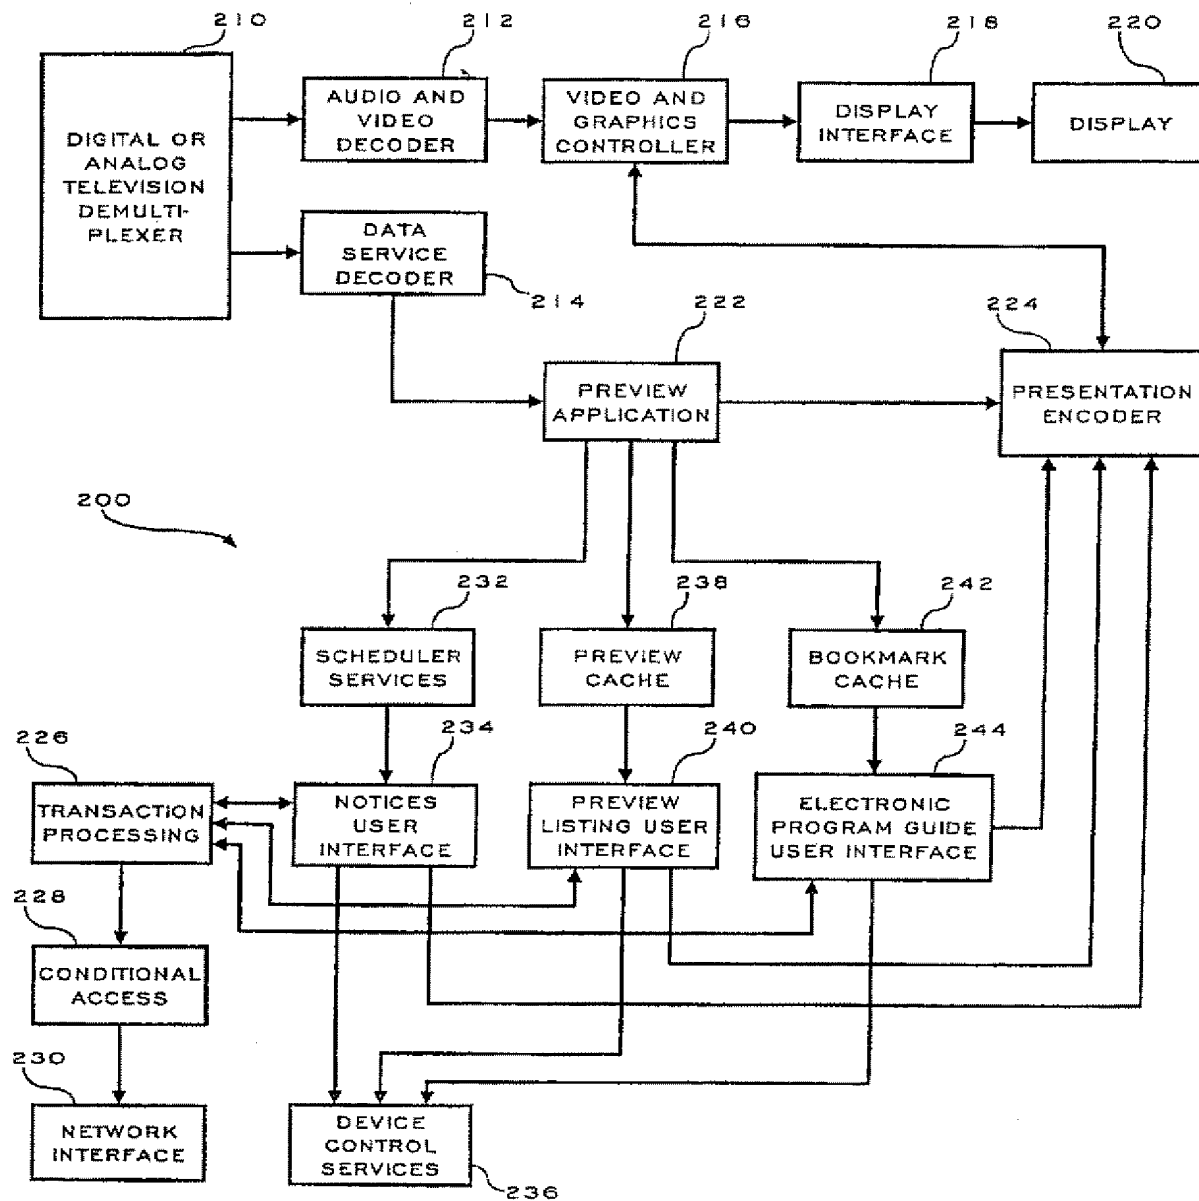 210
212
216
218
220
DIGITAL OR
ANALOG
TELEVISION
DEMULTI-
PLEXER
AUDIO AND
VIDEO
DECODER
VIDEO AND
GRAPHICS
CONTROLLER
DISPLAY
INTERFACE
DISPLAY
DATA
SERVICE
DECODER
214
222
224
PREVIEW
APPLICATION
PRESENTATION
ENCODER
200
232
238
242
SCHEDULER
SERVICES
PREVIEW
CACHE
BOOKMARK
CACHE
226
234
240
244
TRANSACTION
PROCESSING
NOTICES
USER
INTERFACE
PREVIEW
LISTING USER
INTERFACE
ELECTRONIC
PROGRAM GUIDE
USER INTERFACE
228
CONDITIONAL
ACCESS
230
NETWORK
INTERFACE
DEVICE
CONTROL
SERVICES
236